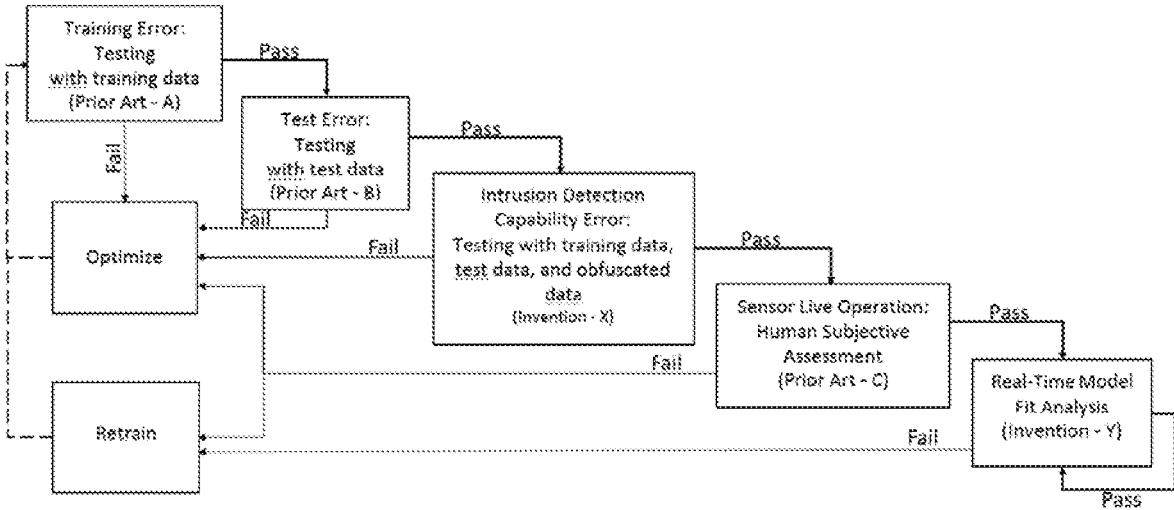 Training Error:
Testing
with training data
(Prior Art - A)
Pass
Fail
Test Error:
Testing
with test data
(Prior Art - B)
Pass
Fail
Optimize
Intrusion Detection
Capability Error:
Testing with training data,
test data, and obfuscated
data
(Invention - X)
Pass
Fail
Sensor Live Operation:
Human Subjective
Assessment
(Prior Art - C)
Pass
Fail
Real-Time Model
Fit Analysis
(Invention - Y)
Retrain
Fail
Pass